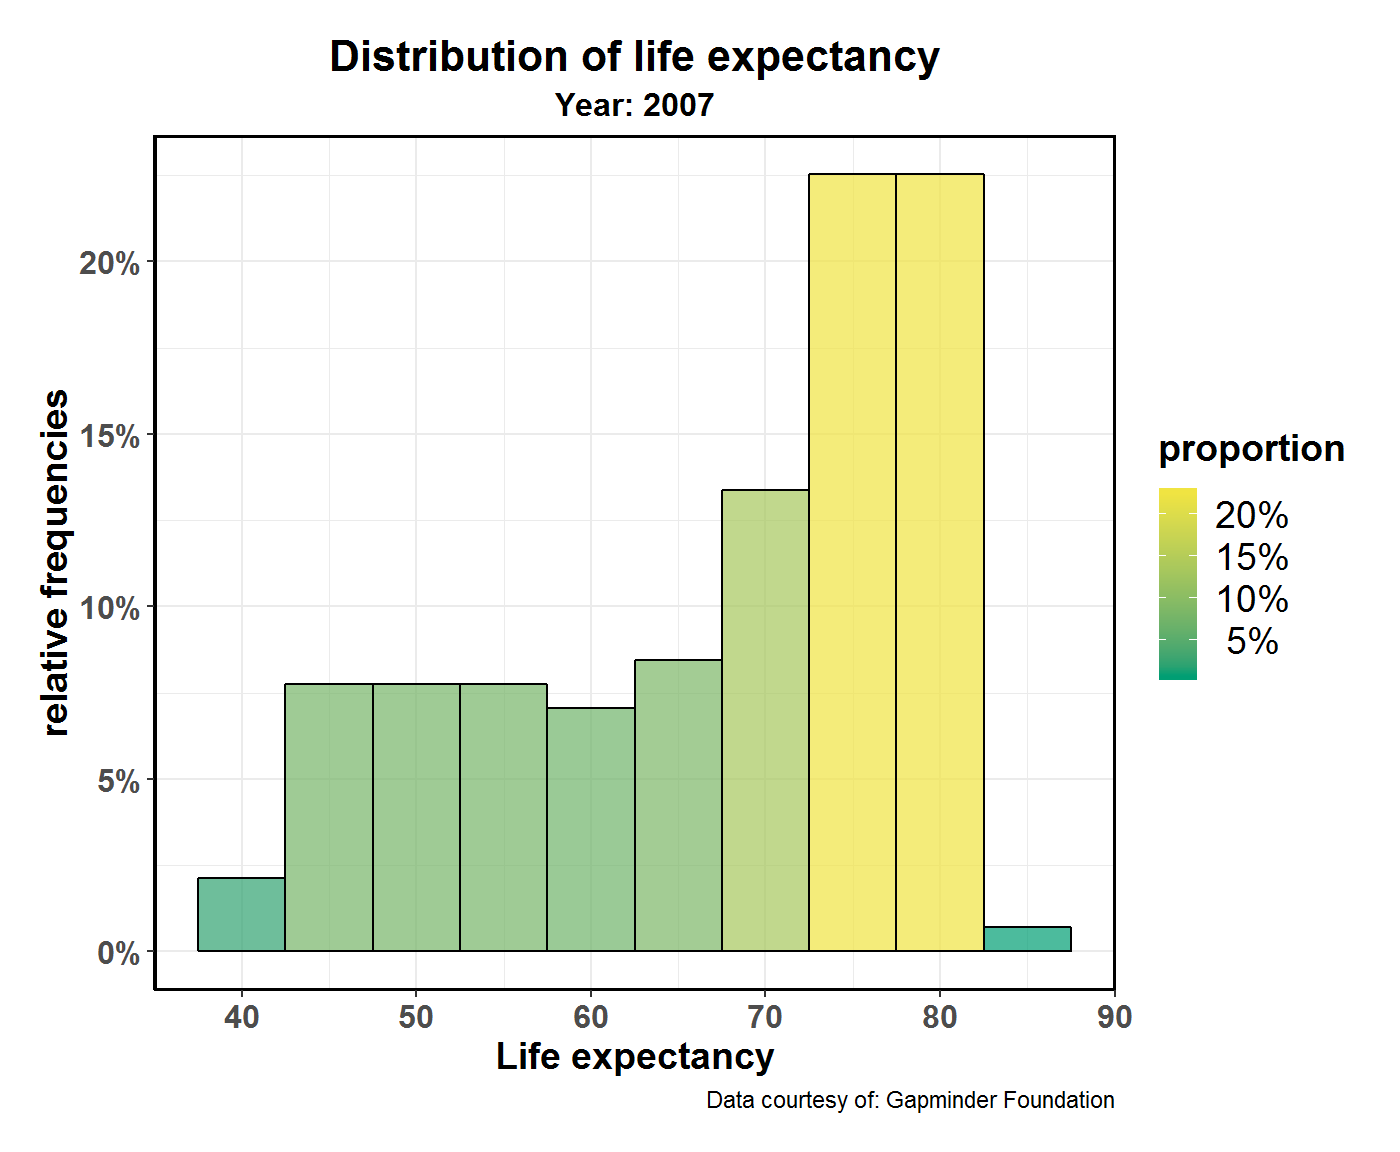 Distribution of life expectancy
Year: 2007
relative frequencies
20%
15%
10%
5%
0%
40 50 60 70 80 90
Life expectancy
Data courtesy of: Gapminder Foundation
proportion
20%
15%
10%
5%